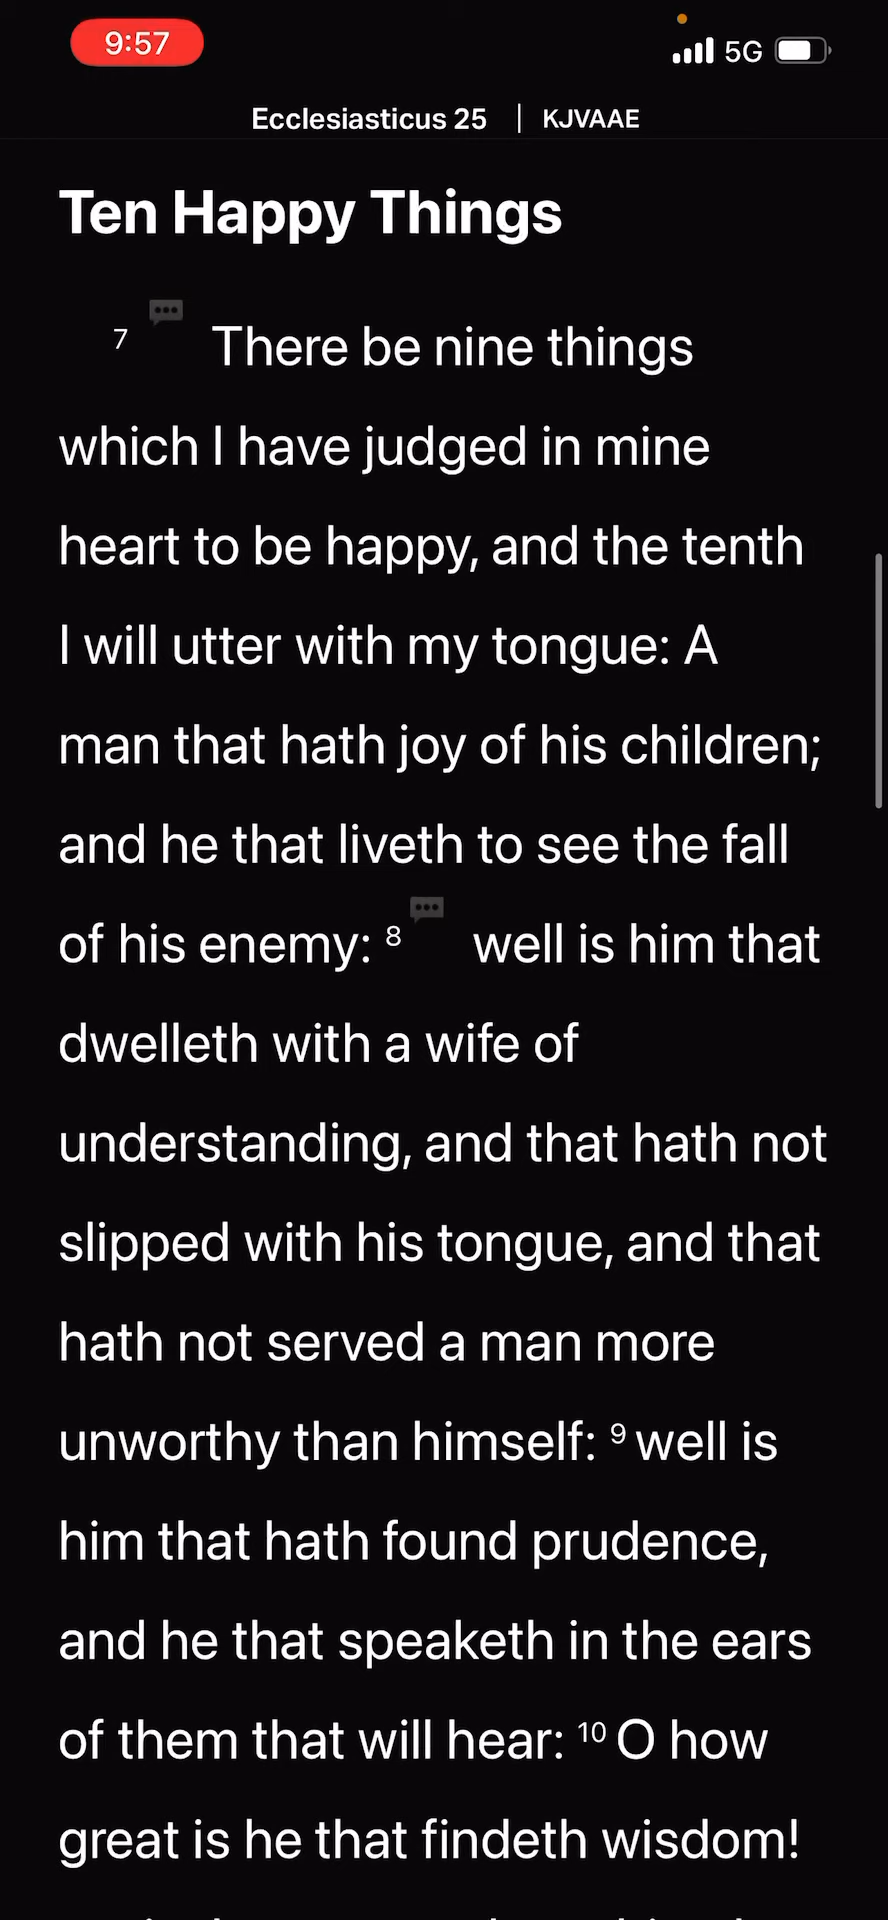 9:57
5G
Ecclesiasticus 25 | KJVAAE
Ten Happy Things
7 There be nine things
which I have judged in mine
heart to be happy, and the tenth
I will utter with my tongue: A
man that hath joy of his children;
and he that liveth to see the fall
of his enemy: 8 well is him that
dwelleth with a wife of
understanding, and that hath not
slipped with his tongue, and that
hath not served a man more
unworthy than himself: 9 well is
him that hath found prudence,
and he that speaketh in the ears
of them that will hear: 10 O how
great is he that findeth wisdom!